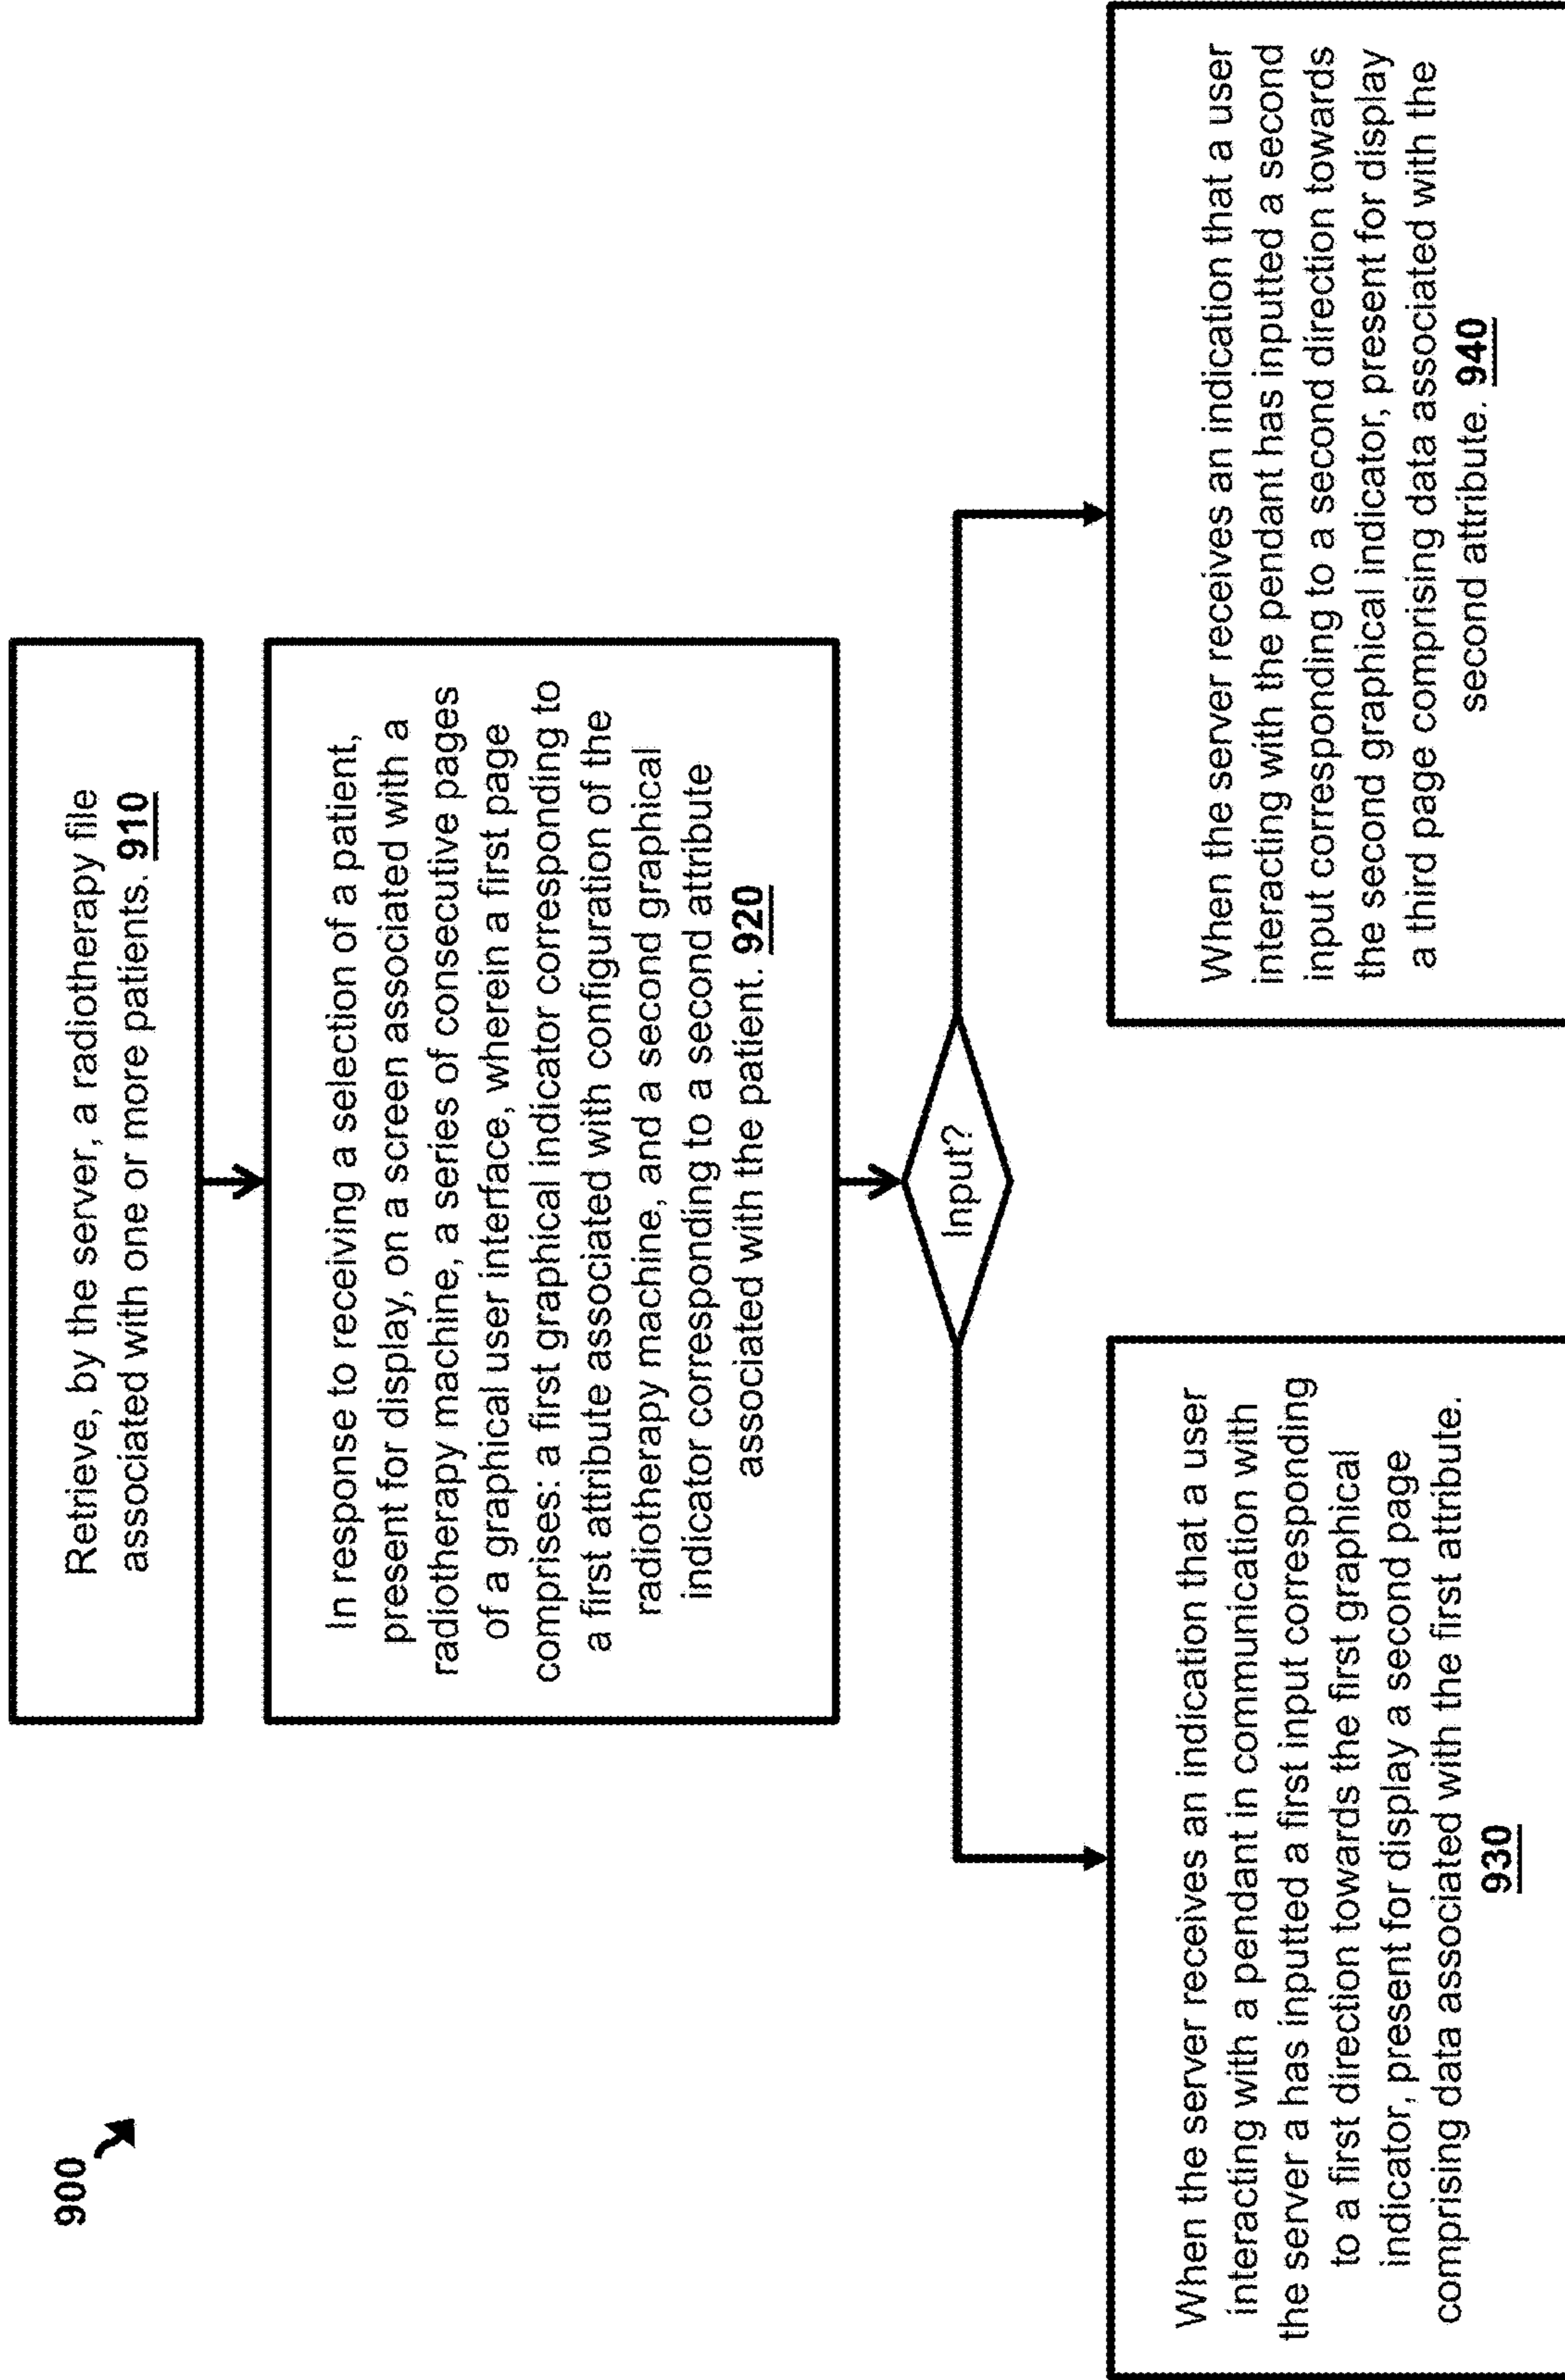 900
Retrieve, by the server, a radiotherapy file
associated with one or more patients. 910
In response to receiving a selection of a patient,
present for display, on a screen associated with a
radiotherapy machine, a series of consecutive pages
of a graphical user interface, wherein a first page
comprises: a first graphical indicator corresponding to
a first attribute associated with configuration of the
radiotherapy machine, and a second graphical
indicator corresponding to a second attribute
associated with the patient. 920
Input?
When the server receives an indication that a user
interacting with a pendant in communication with
the server a has inputted a first input corresponding
to a first direction towards the first graphical
indicator, present for display a second page
comprising data associated with the first attribute.
930
When the server receives an indication that a user
interacting with the pendant has inputted a second
input corresponding to a second direction towards
the second graphical indicator, present for display
a third page comprising data associated with the
second attribute. 940